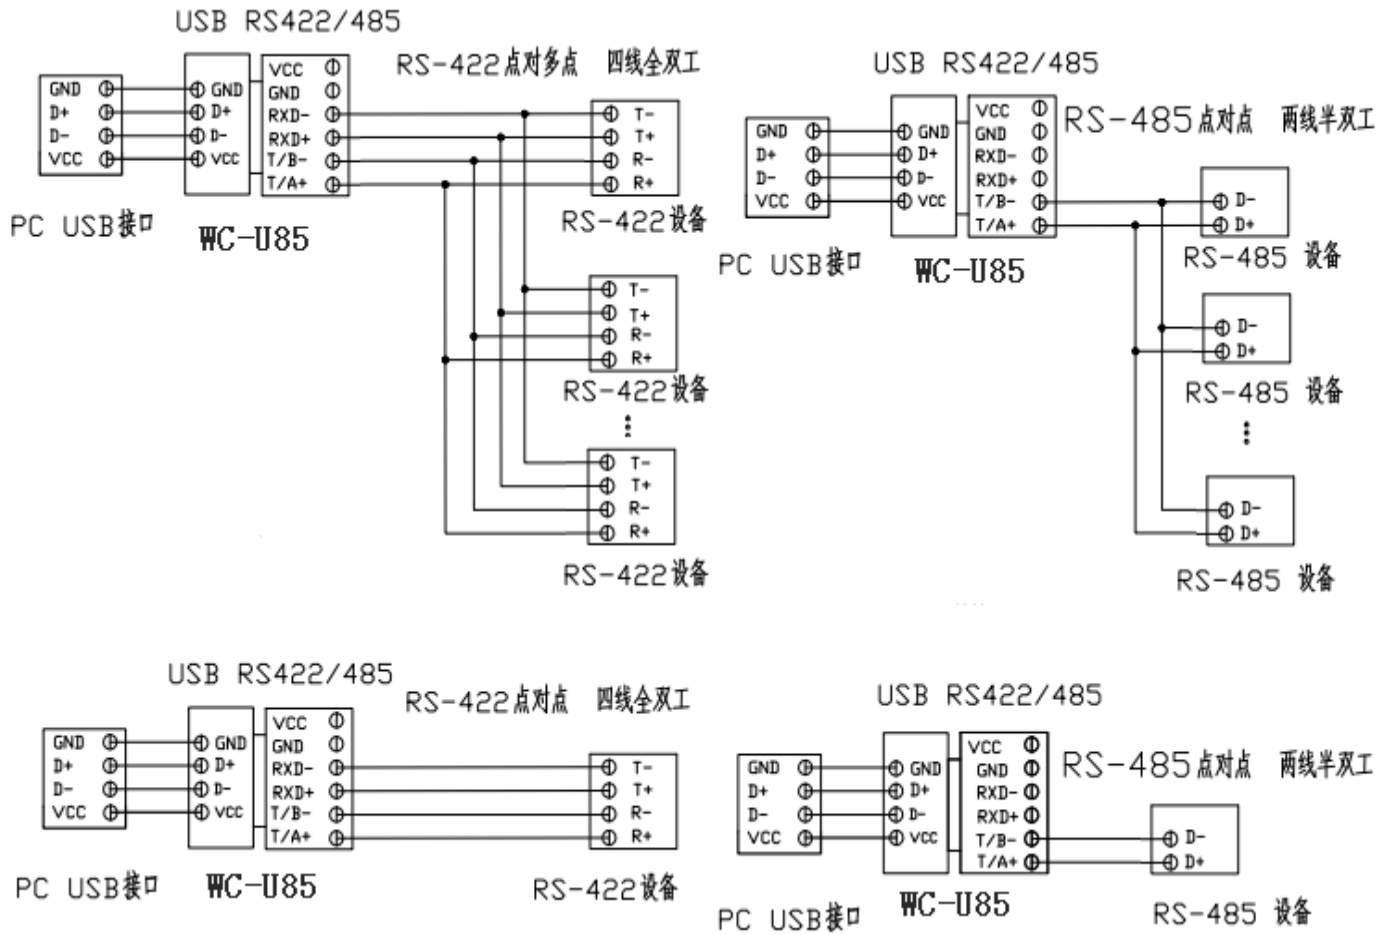 USB RS422/485
RS-422点对多点 四线全双工
GND
D+
D-
VCC
GND
D+
D-
VCC
VCC
GND
RXD-
RXD+
T/B-
T/A+
T-
T+
R-
R+
PC USB接口
WC-U85
RS-422设备
T-
T+
R-
R+
RS-422设备
T-
T+
R-
R+
RS-422设备
USB RS422/485
RS-485点对点 两线半双工
GND
D+
D-
VCC
GND
D+
D-
VCC
VCC
GND
RXD-
RXD+
T/B-
T/A+
D-
D+
PC USB接口
WC-U85
RS-485 设备
D-
D+
RS-485 设备
D-
D+
RS-485 设备
USB RS422/485
RS-422点对点 四线全双工
GND
D+
D-
VCC
GND
D+
D-
VCC
VCC
GND
RXD-
RXD+
T/B-
T/A+
T-
T+
R-
R+
PC USB接口
WC-U85
RS-422设备
USB RS422/485
RS-485点对点 两线半双工
GND
D+
D-
VCC
GND
D+
D-
VCC
VCC
GND
RXD-
RXD+
T/B-
T/A+
D-
D+
PC USB接口
WC-U85
RS-485 设备